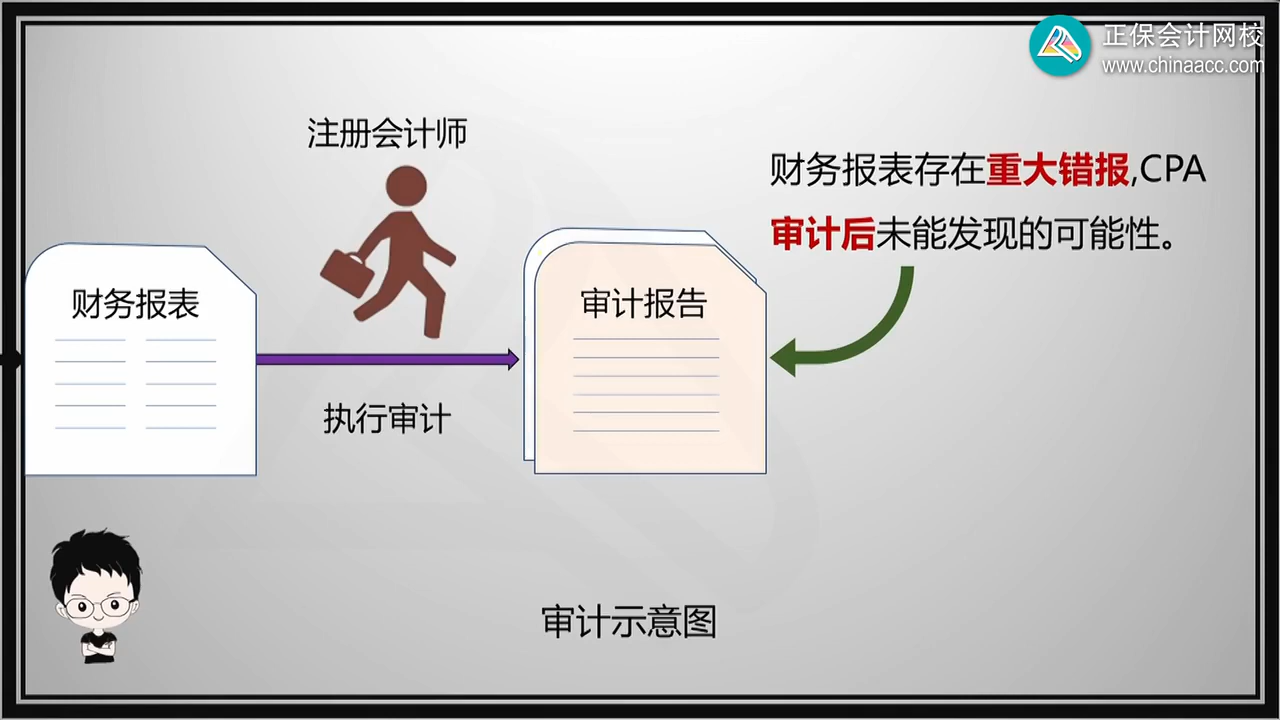 正保会计网校
www.chinaacc.com
注册会计师
财务报表存在重大错报,CPA
审计后未能发现的可能性。
财务报表
审计报告
执行审计
审计示意图